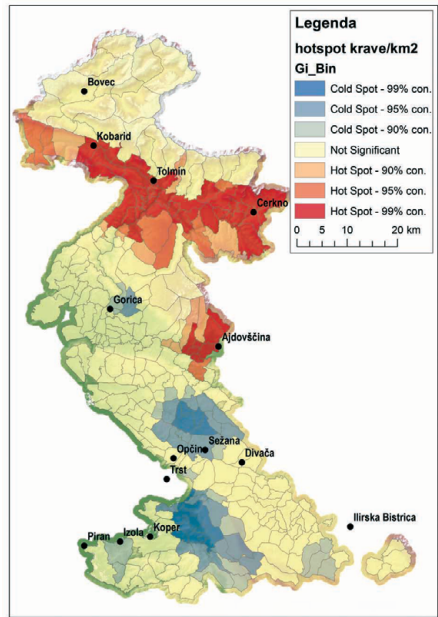 Legenda
hotspot krave/km2
Gi_Bin
Cold Spot - 99% con.
Cold Spot - 95% con.
Cold Spot - 90% con.
Not Significant
Hot Spot - 90% con.
Hot Spot - 95% con.
Hot Spot - 99% con.
0 10 20 km
Bovec
Kobarid
Tolmin
Cerkno
Gorica
Ajdovščina
Sežana
Opčine
Divača
Trst
Ilirska Bistrica
Koper
Izola
Piran